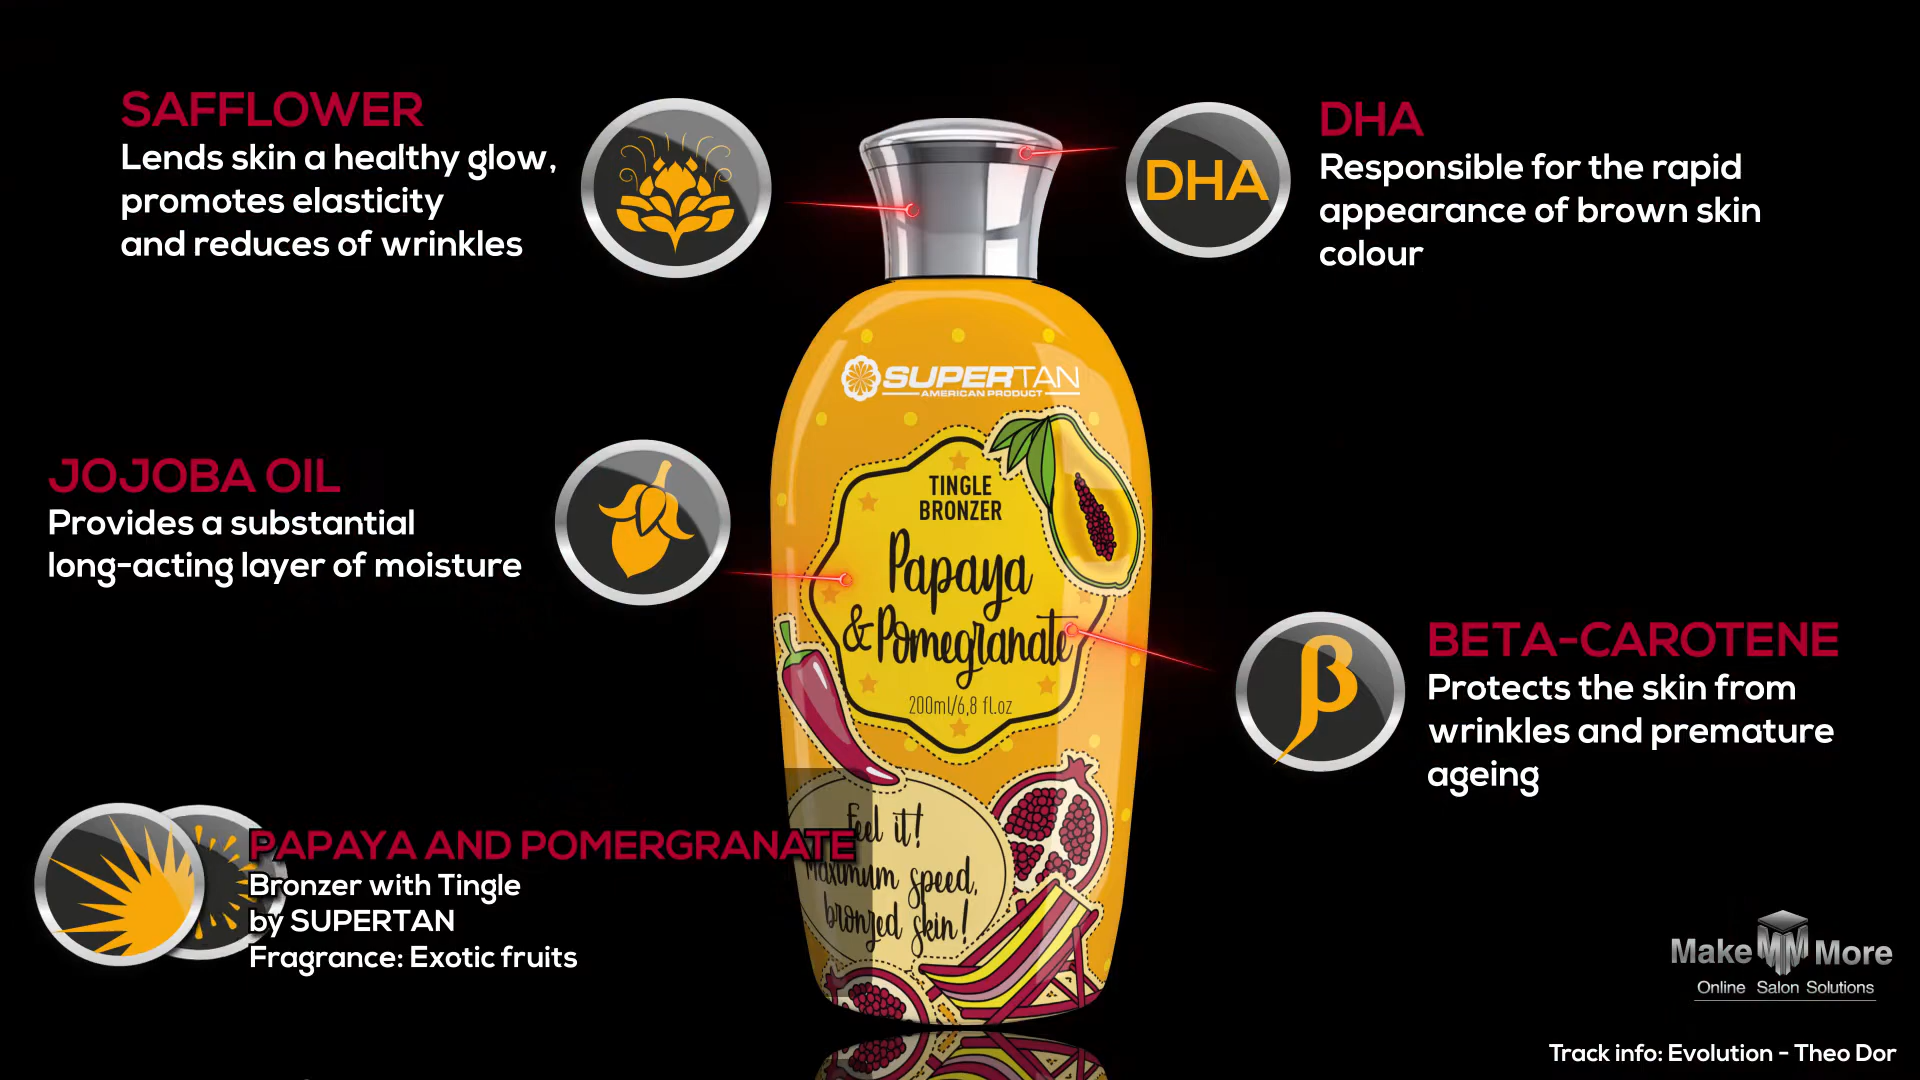 SAFFLOWER
Lends skin a healthy glow,
promotes elasticity
and reduces of wrinkles
DHA
DHA
Responsible for the rapid
appearance of brown skin
colour
SUPERTAN
AMERICAN PRODUCT
JOJOBA OIL
Provides a substantial
long-acting layer of moisture
TINGLE
BRONZER
Papaya
& Pomegranate
200ml/6,8 fl.oz
β
BETA-CAROTENE
Protects the skin from
wrinkles and premature
ageing
PAPAYA AND POMERGRANATE
Bronzer with Tingle
by SUPERTAN
Fragrance: Exotic fruits
Feel it!
Maximum speed,
bronzed skin!
Make MM More
Online Salon Solutions
Track info: Evolution - Theo Dor